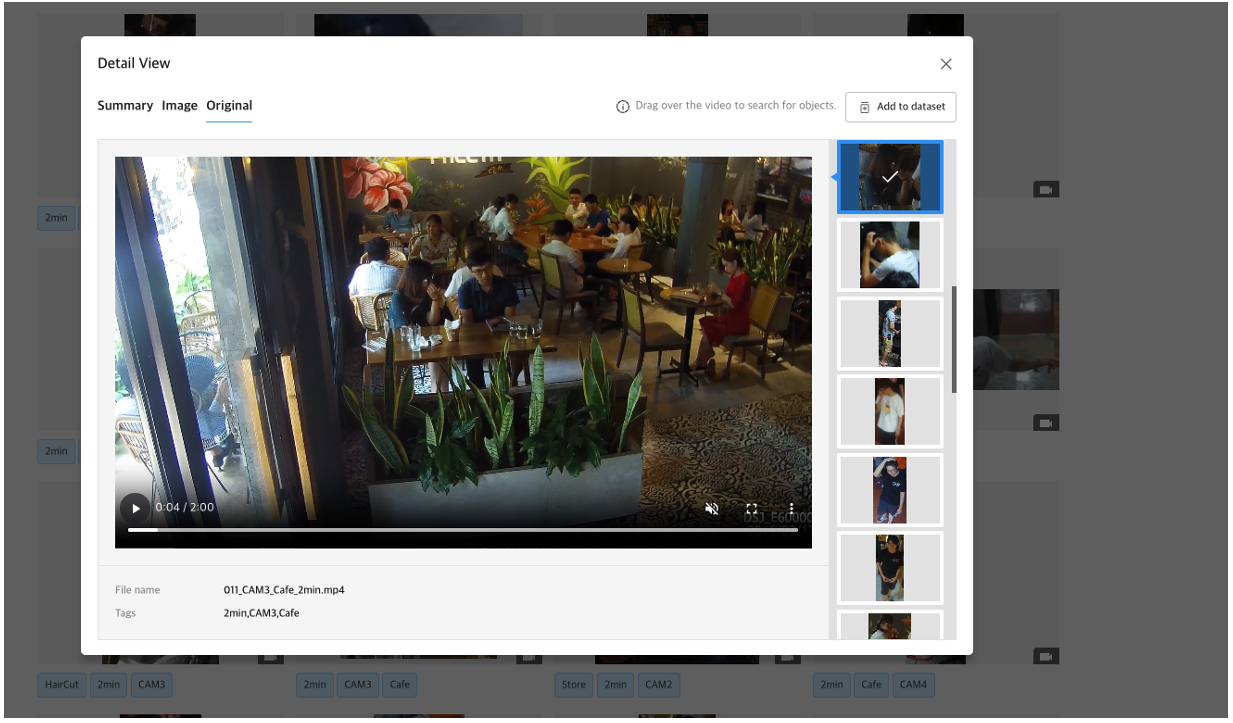 Detail View
Summary Image Original
Drag over the video to search for objects.
Add to dataset
2min
2min
0:04 / 2:00
File name 011_CAM3_Cafe_2min.mp4
Tags 2min,CAM3,Cafe
HairCut 2min CAM3
2min CAM3 Cafe
Store 2min CAM2
2min Cafe CAM4